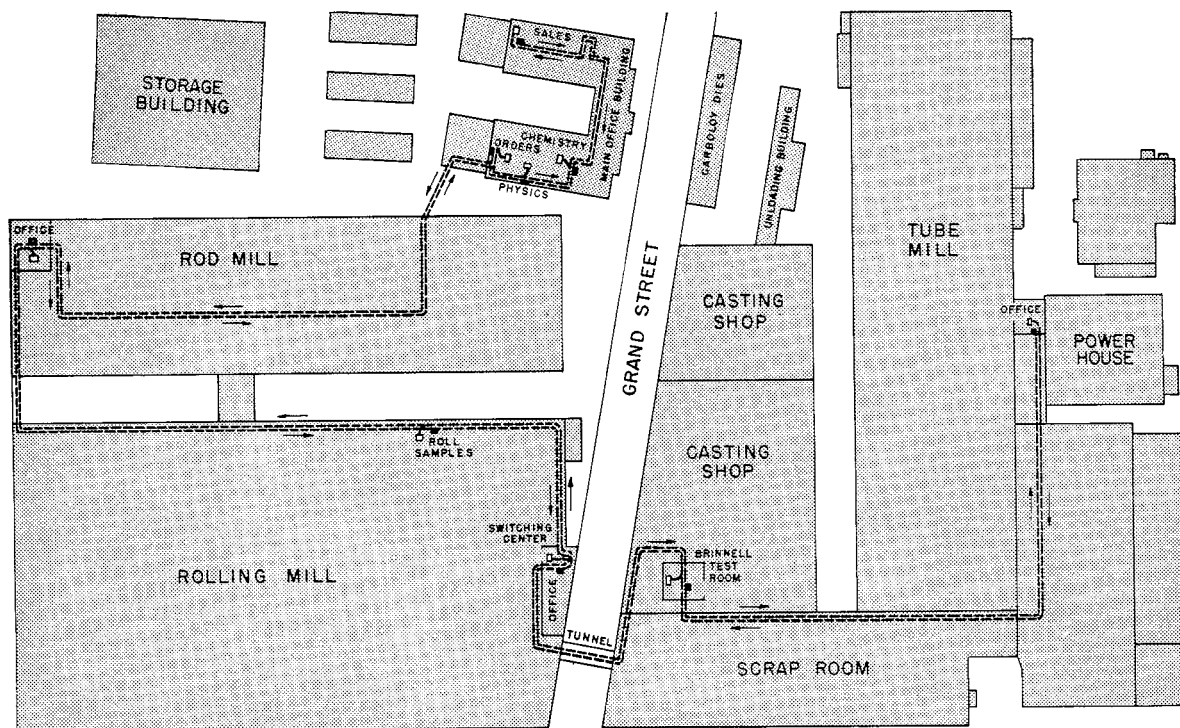 STORAGE
BUILDING
SALES
MAIN OFFICE BUILDING
CHEMISTRY
ORDERS
PHYSICS
CARBOLOY DIES
UNLOADING BUILDING
OFFICE
ROD MILL
GRAND STREET
CASTING
SHOP
TUBE
MILL
OFFICE
POWER
HOUSE
ROLL
SAMPLES
CASTING
SHOP
SWITCHING
CENTER
BRINNELL
TEST
ROOM
ROLLING MILL
OFFICE
TUNNEL
SCRAP ROOM